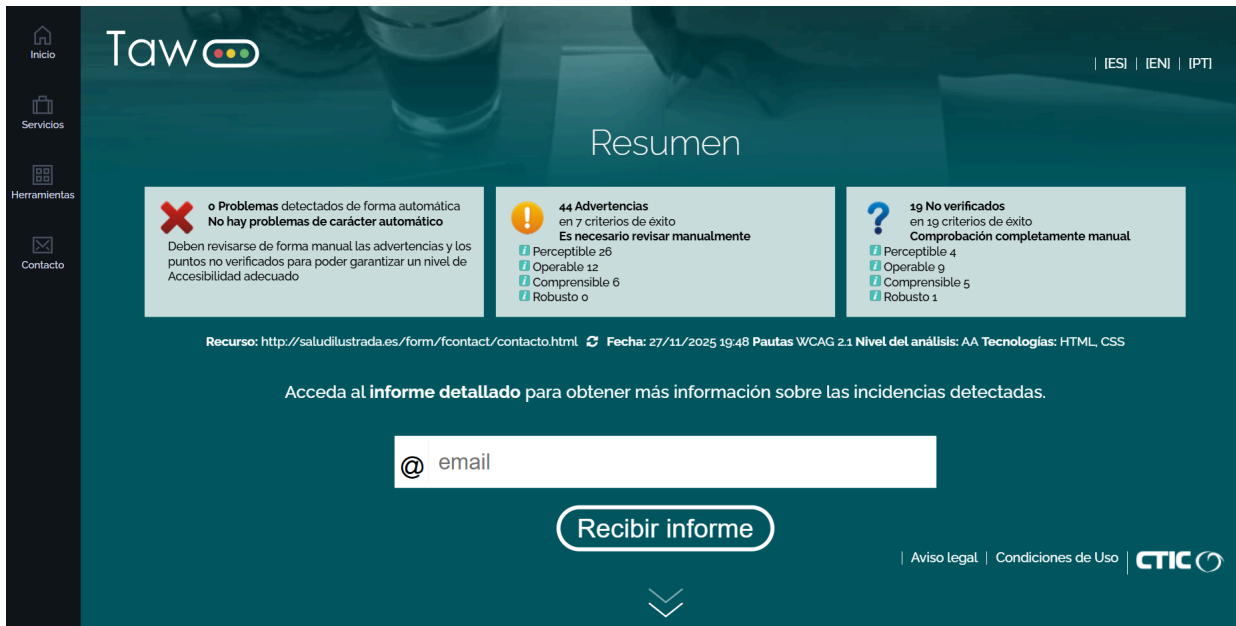 Inicio
Servicios
Herramientas
Contacto
Taw
| [ES] | [EN] | [PT]
Resumen
0 Problemas detectados de forma automática
No hay problemas de carácter automático
Deben revisarse de forma manual las advertencias y los
puntos no verificados para poder garantizar un nivel de
Accesibilidad adecuado
44 Advertencias
en 7 criterios de éxito
Es necesario revisar manualmente
Perceptible 26
Operable 12
Comprensible 6
Robusto 0
19 No verificados
en 19 criterios de éxito
Comprobación completamente manual
Perceptible 4
Operable 9
Comprensible 5
Robusto 1
Recurso: http://saludilustrada.es/form/fcontact/contacto.html Fecha: 27/11/2025 19:48 Pautas WCAG 2.1 Nivel del análisis: AA Tecnologías: HTML, CSS
Acceda al informe detallado para obtener más información sobre las incidencias detectadas.
@ email
Recibir informe
| Aviso legal | Condiciones de Uso | CTIC